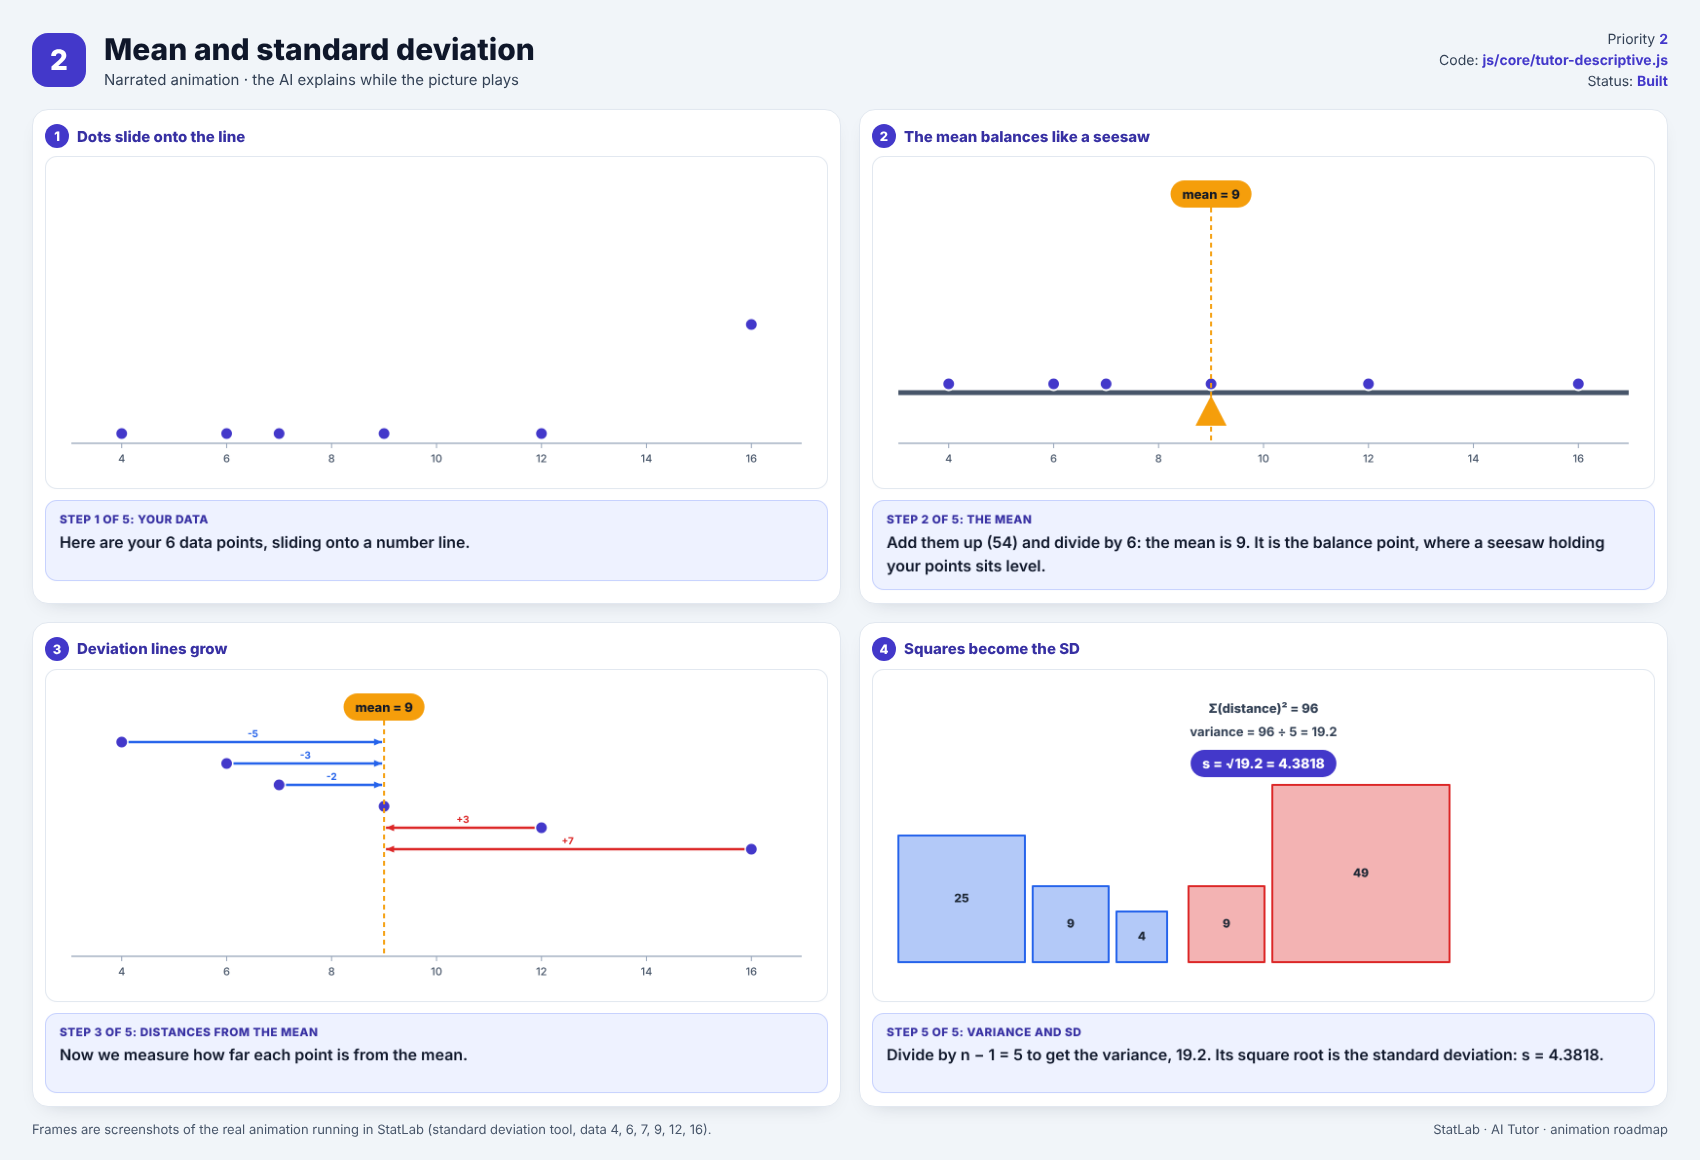 2
Mean and standard deviation
Narrated animation · the AI explains while the picture plays
Priority 2
Code: js/core/tutor-descriptive.js
Status: Built
1 Dots slide onto the line
4 6 8 10 12 14 16
STEP 1 OF 5: YOUR DATA
Here are your 6 data points, sliding onto a number line.
2 The mean balances like a seesaw
mean = 9
4 6 8 10 12 14 16
STEP 2 OF 5: THE MEAN
Add them up (54) and divide by 6: the mean is 9. It is the balance point, where a seesaw holding
your points sits level.
3 Deviation lines grow
mean = 9
-5
-3
-2
+3
+7
4 6 8 10 12 14 16
STEP 3 OF 5: DISTANCES FROM THE MEAN
Now we measure how far each point is from the mean.
4 Squares become the SD
Σ(distance)² = 96
variance = 96 ÷ 5 = 19.2
s = √19.2 = 4.3818
25 9 4 9 49
STEP 5 OF 5: VARIANCE AND SD
Divide by n − 1 = 5 to get the variance, 19.2. Its square root is the standard deviation: s = 4.3818.
Frames are screenshots of the real animation running in StatLab (standard deviation tool, data 4, 6, 7, 9, 12, 16).
StatLab · AI Tutor · animation roadmap